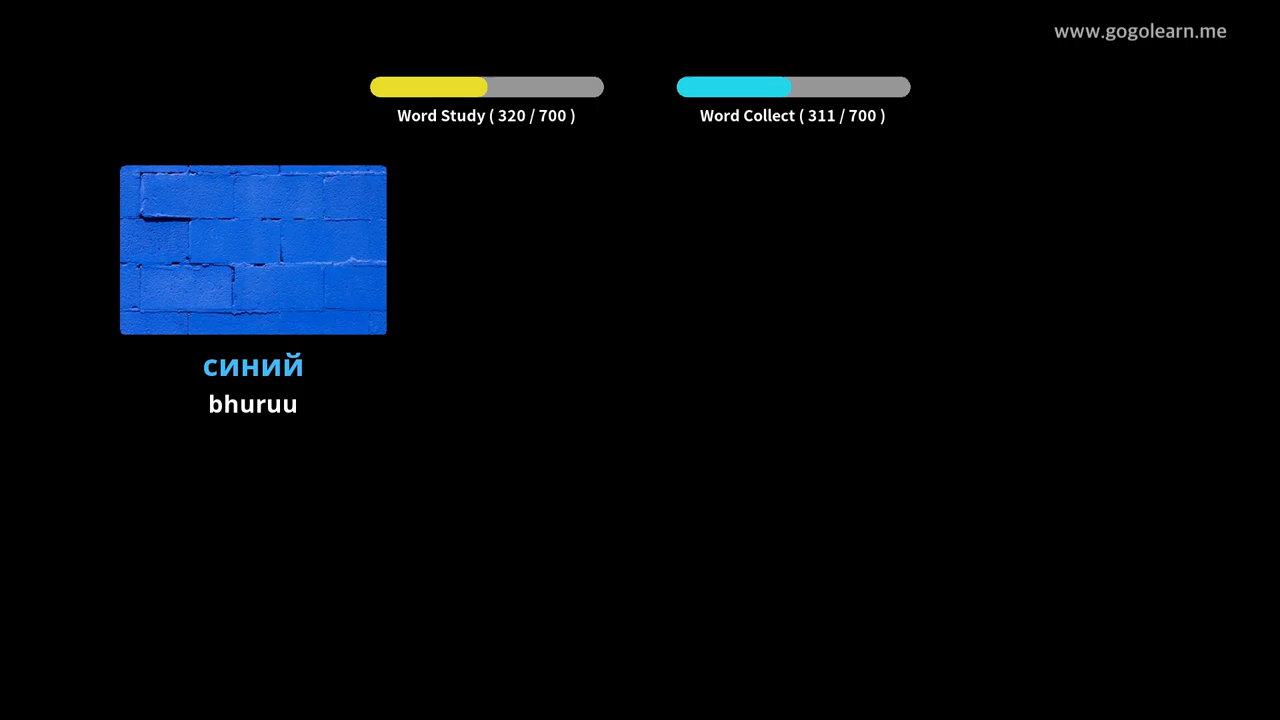 www.gogolearn.me
Word Study ( 320 / 700 )
Word Collect ( 311 / 700 )
синий
bhuruu